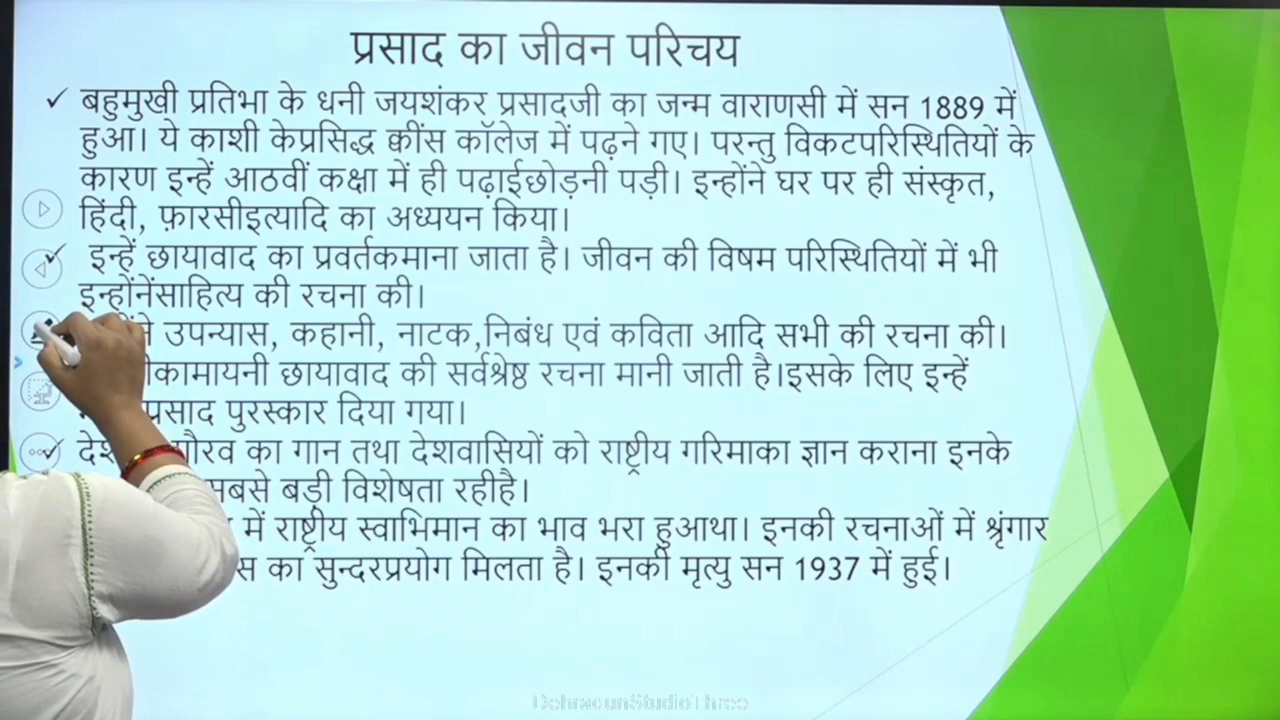 प्रसाद का जीवन परिचय
✓ बहुमुखी प्रतिभा के धनी जयशंकर प्रसादजी का जन्म वाराणसी में सन 1889 में
हुआ। ये काशी केप्रसिद्ध क्वींस कॉलेज में पढ़ने गए। परन्तु विकटपरिस्थितियों के
कारण इन्हें आठवीं कक्षा में ही पढ़ाईछोड़नी पड़ी। इन्होंने घर पर ही संस्कृत,
हिंदी, फ़ारसीइत्यादि का अध्ययन किया।
✓ इन्हें छायावाद का प्रवर्तकमाना जाता है। जीवन की विषम परिस्थितियों में भी
इन्होंनेंसाहित्य की रचना की।
उपन्यास, कहानी, नाटक,निबंध एवं कविता आदि सभी की रचना की।
कामायनी छायावाद की सर्वश्रेष्ठ रचना मानी जाती है।इसके लिए इन्हें
प्रसाद पुरस्कार दिया गया।
✓ गौरव का गान तथा देशवासियों को राष्ट्रीय गरिमाका ज्ञान कराना इनके
सबसे बड़ी विशेषता रहीहै।
में राष्ट्रीय स्वाभिमान का भाव भरा हुआथा। इनकी रचनाओं में श्रृंगार
का सुन्दरप्रयोग मिलता है। इनकी मृत्यु सन 1937 में हुई।